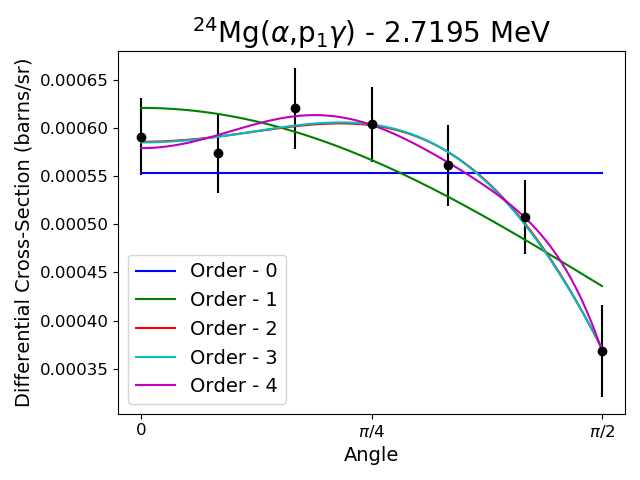 ²⁴Mg(α,p₁γ) - 2.7195 MeV
Differential Cross-Section (barns/sr)
0.00065
0.00060
0.00055
0.00050
0.00045
0.00040
0.00035
Order - 0
Order - 1
Order - 2
Order - 3
Order - 4
0 π/4 π/2
Angle